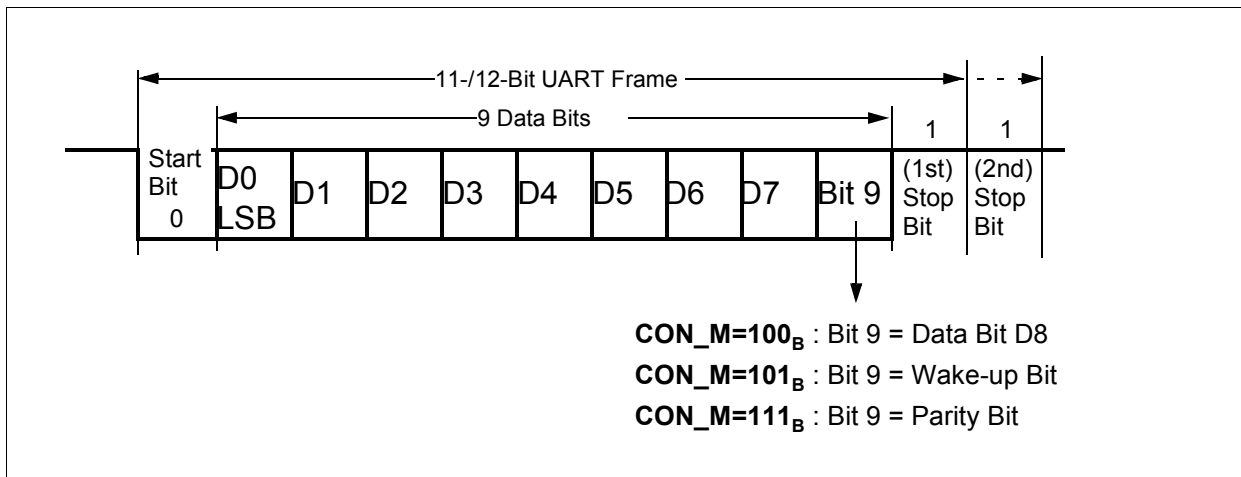 11-/12-Bit UART Frame
9 Data Bits
1
1
Start
Bit
0
D0
LSB
D1
D2
D3
D4
D5
D6
D7
Bit 9
(1st)
Stop
Bit
(2nd)
Stop
Bit
CON_M=100B : Bit 9 = Data Bit D8
CON_M=101B : Bit 9 = Wake-up Bit
CON_M=111B : Bit 9 = Parity Bit